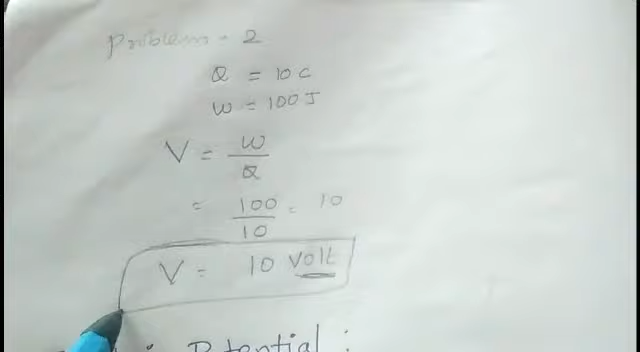 Problem - 2
Q = 10 C
W = 100 J
V = W / Q
= 100 / 10 = 10
V = 10 Volt
Potential :